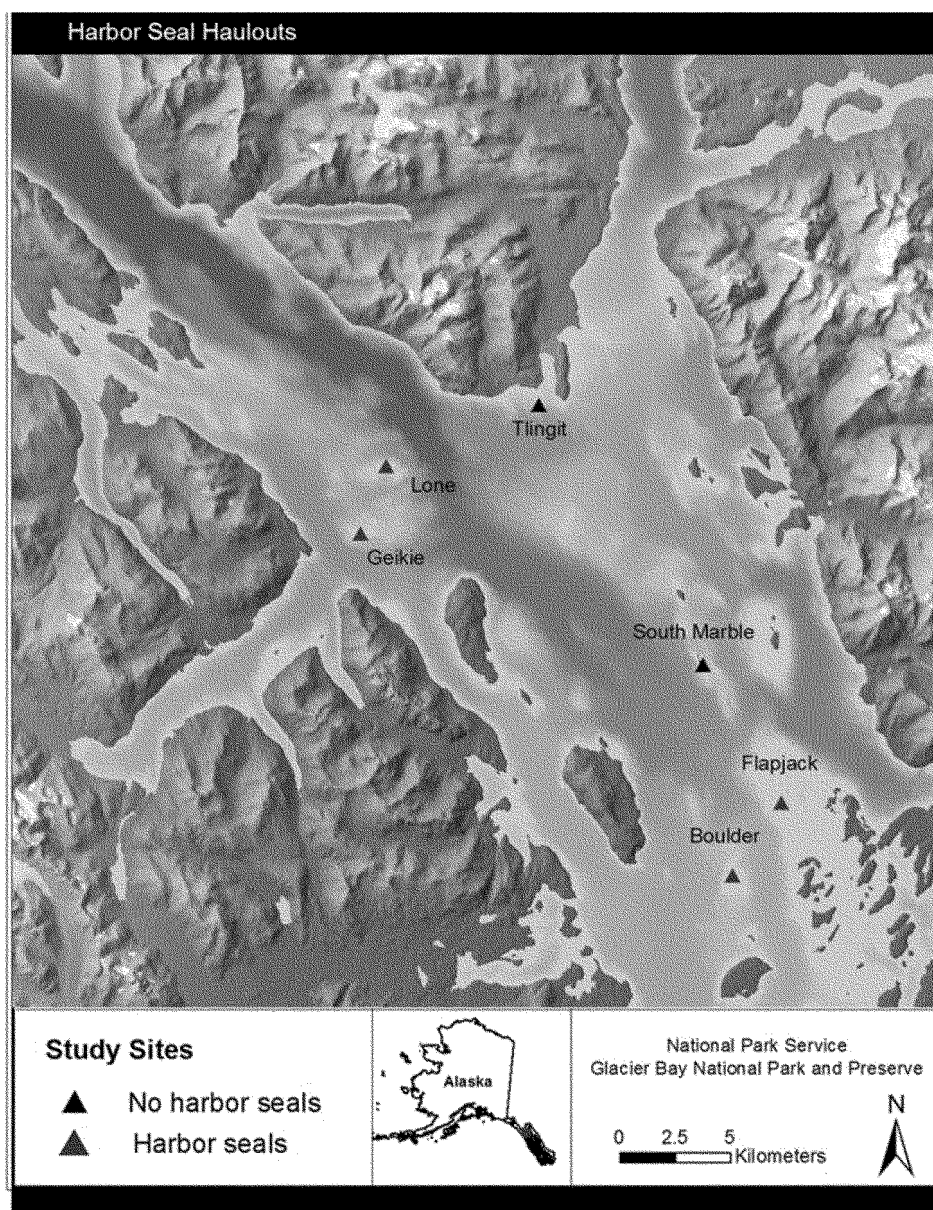 Harbor Seal Haulouts
Tlingit
Lone
Geikie
South Marble
Flapjack
Boulder
Study Sites
No harbor seals
Harbor seals
Alaska
National Park Service
Glacier Bay National Park and Preserve
N
0 2.5 5
Kilometers